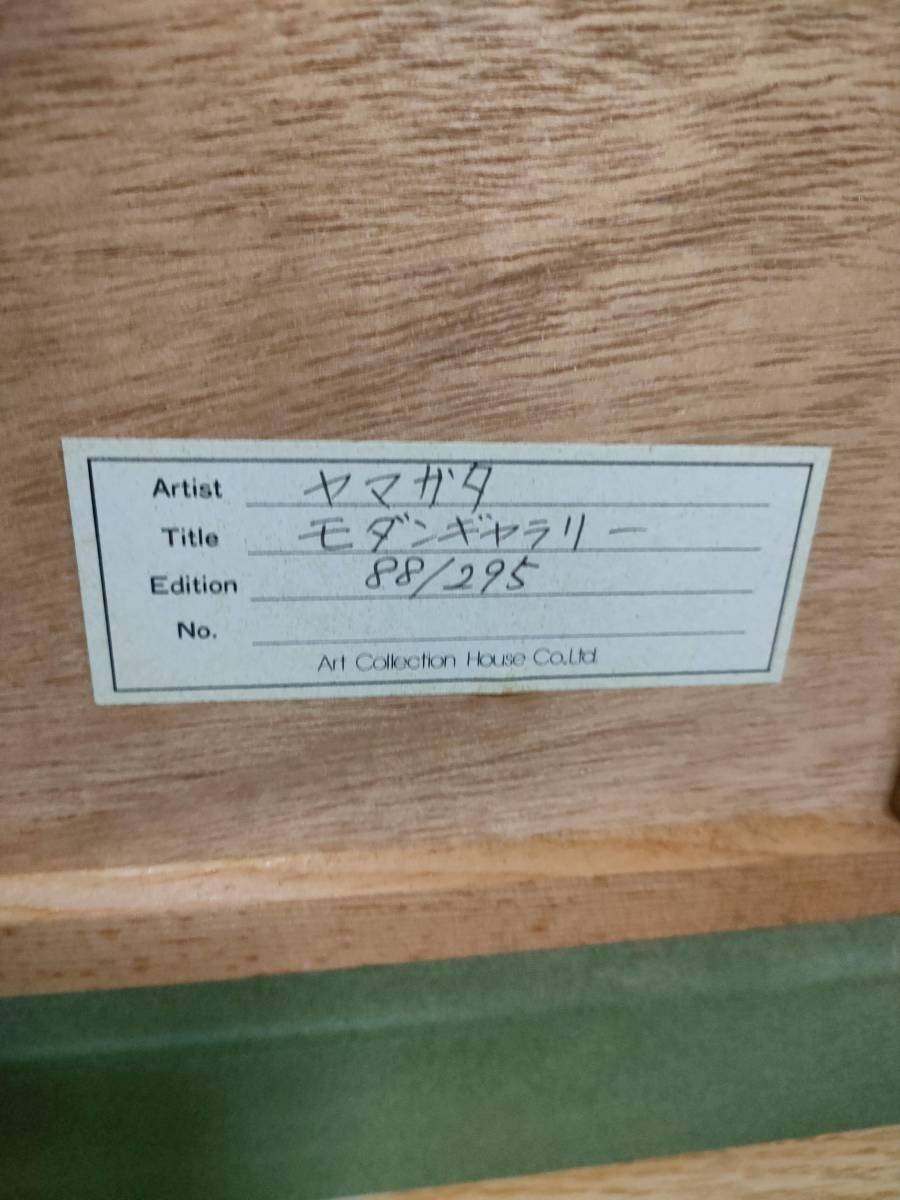 Artist ヤマガタ
Title モダンギャラリー
Edition 88/295
No.
Art Collection House Co.Ltd.